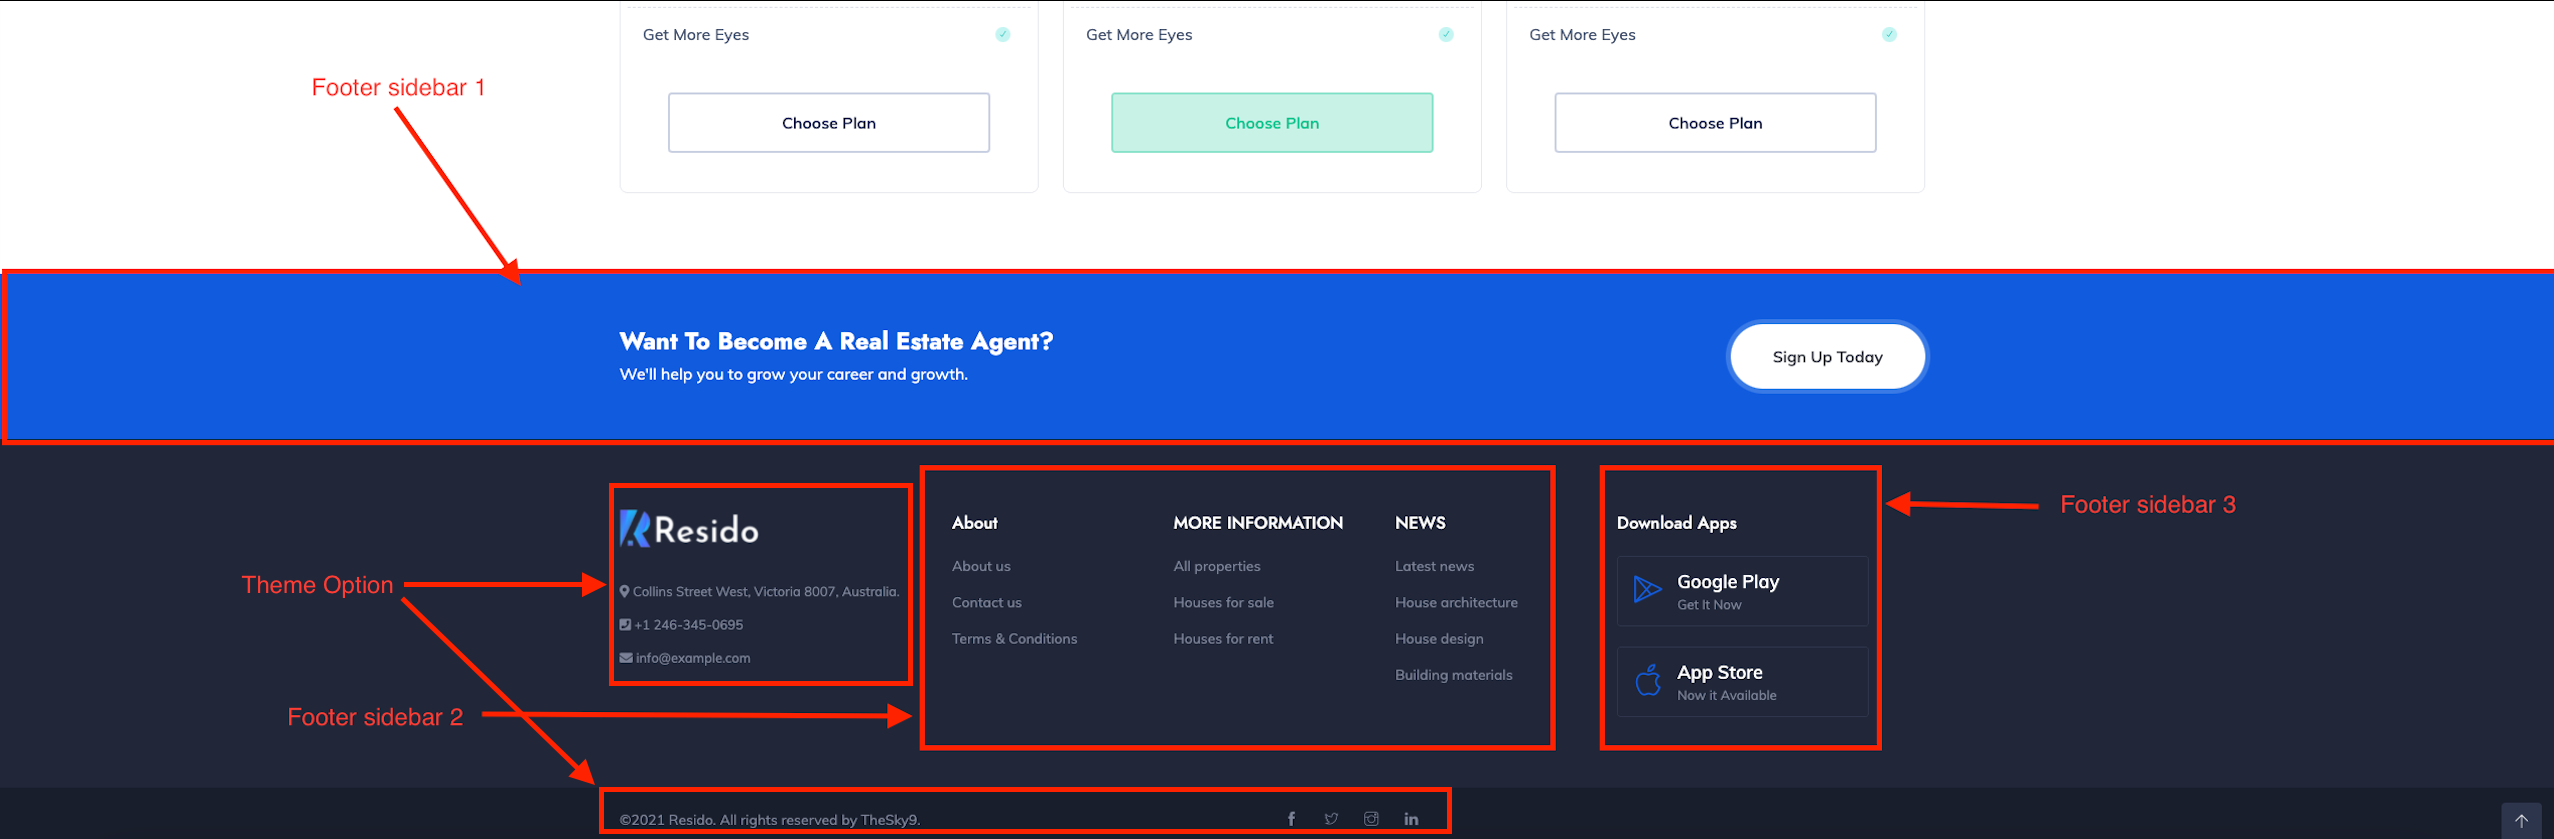 Get More Eyes
Get More Eyes
Get More Eyes
Footer sidebar 1
Choose Plan
Choose Plan
Choose Plan
Want To Become A Real Estate Agent?
We'll help you to grow your career and growth.
Sign Up Today
Resido
Collins Street West, Victoria 8007, Australia.
+1 246-345-0695
info@example.com
About
About us
Contact us
Terms & Conditions
MORE INFORMATION
All properties
Houses for sale
Houses for rent
NEWS
Latest news
House architecture
House design
Building materials
Download Apps
Google Play
Get It Now
App Store
Now it Available
Footer sidebar 3
Theme Option
Footer sidebar 2
©2021 Resido. All rights reserved by TheSky9.